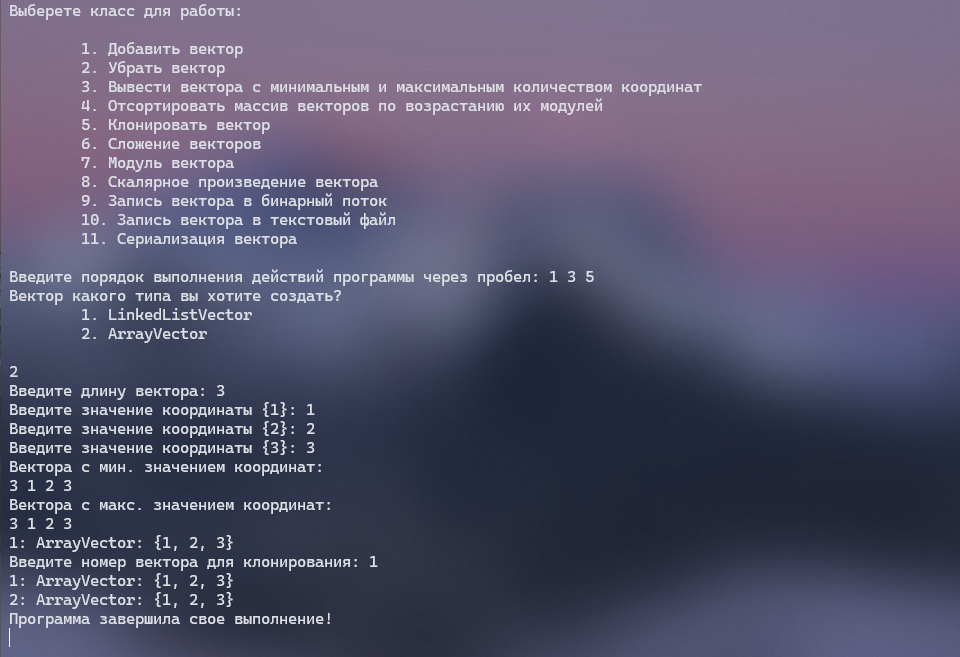 Выберете класс для работы:
1. Добавить вектор
2. Убрать вектор
3. Вывести вектора с минимальным и максимальным количеством координат
4. Отсортировать массив векторов по возрастанию их модулей
5. Клонировать вектор
6. Сложение векторов
7. Модуль вектора
8. Скалярное произведение вектора
9. Запись вектора в бинарный поток
10. Запись вектора в текстовый файл
11. Сериализация вектора
Введите порядок выполнения действий программы через пробел: 1 3 5
Вектор какого типа вы хотите создать?
1. LinkedListVector
2. ArrayVector
2
Введите длину вектора: 3
Введите значение координаты {1}: 1
Введите значение координаты {2}: 2
Введите значение координаты {3}: 3
Вектора с мин. значением координат:
3 1 2 3
Вектора с макс. значением координат:
3 1 2 3
1: ArrayVector: {1, 2, 3}
Введите номер вектора для клонирования: 1
1: ArrayVector: {1, 2, 3}
2: ArrayVector: {1, 2, 3}
Программа завершила свое выполнение!